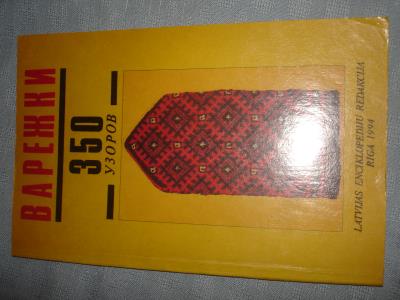 ВАРЕЖКИ
350
УЗОРОВ
LATVIJAS ENCIKLOPĒDIJU REDAKCIJA
RIGA 1994